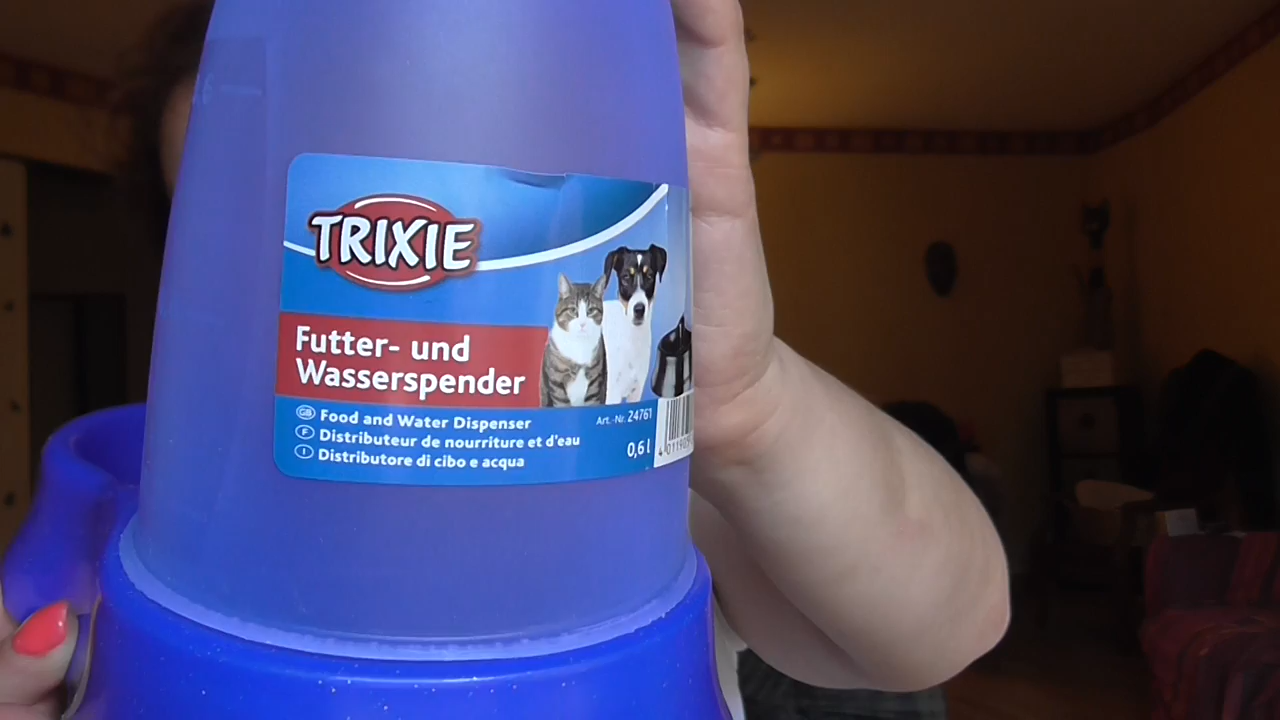 TRIXIE
Futter- und
Wasserspender
GB Food and Water Dispenser
F Distributeur de nourriture et d'eau
I Distributore di cibo e acqua
Art.-Nr. 24761
0,6 l